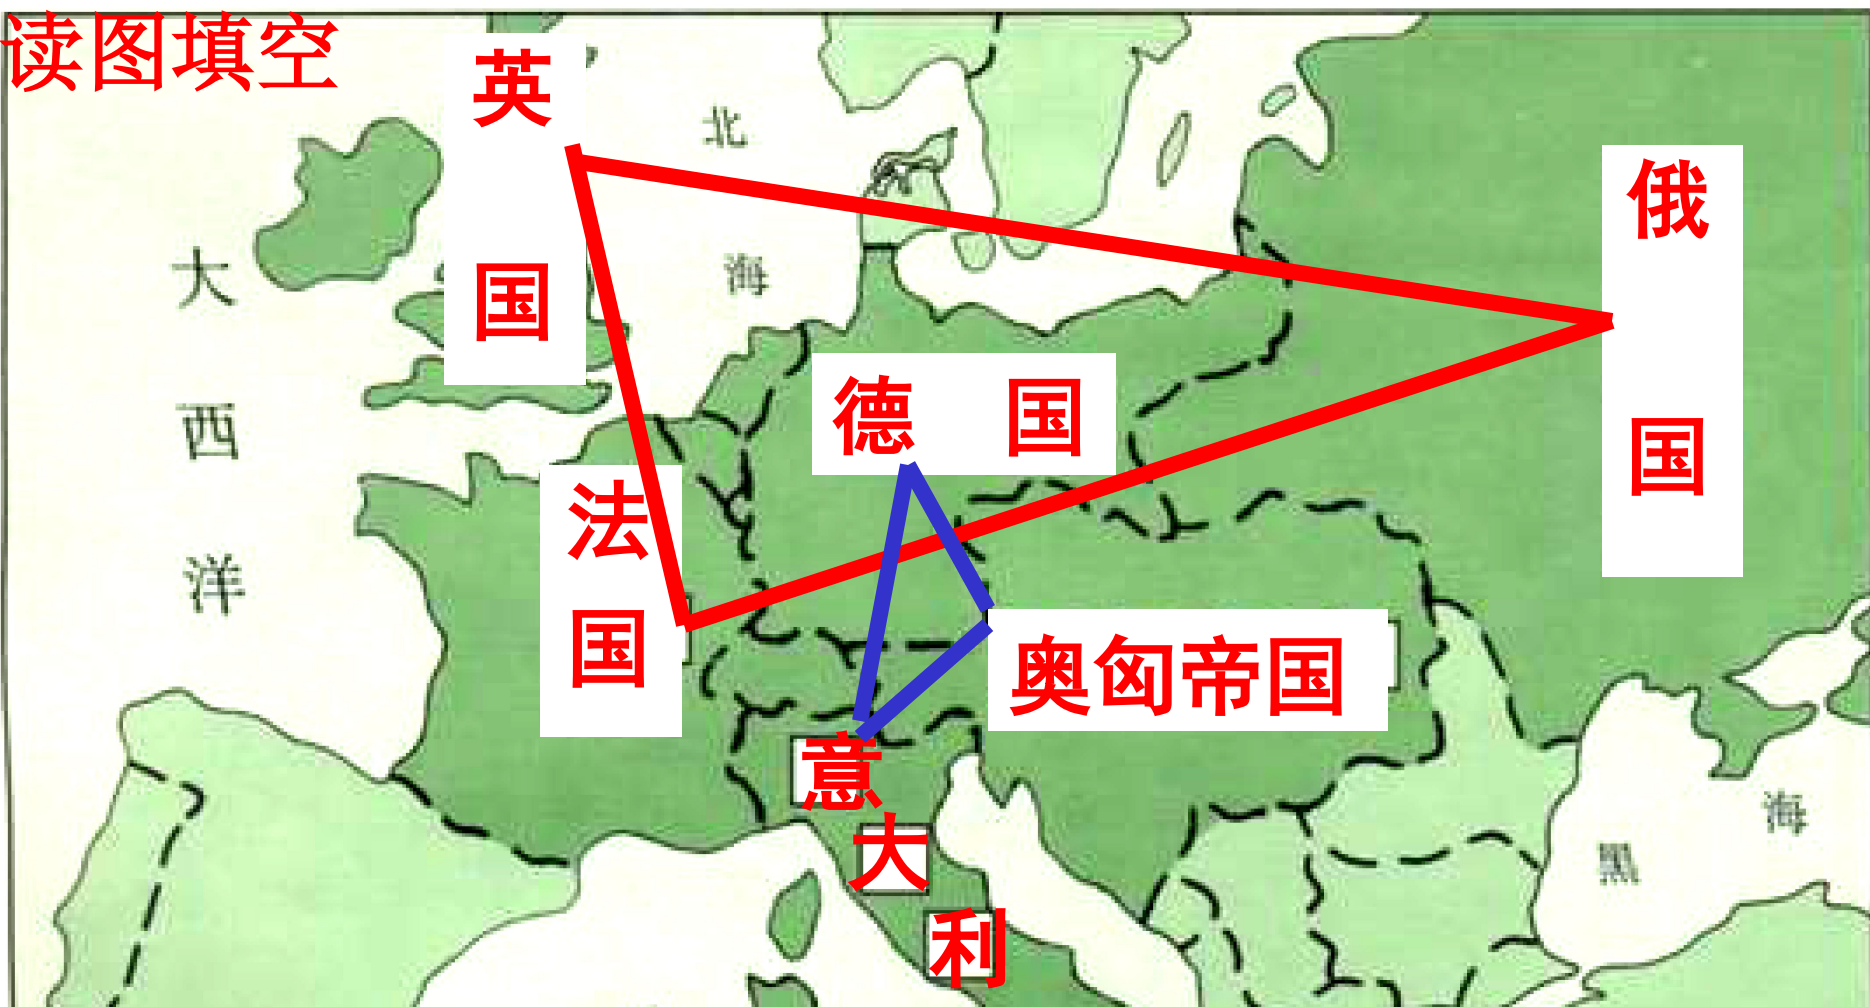 读图填空
英国
北海
俄国
大西洋
德 国
法国
奥匈帝国
意大利
黑海